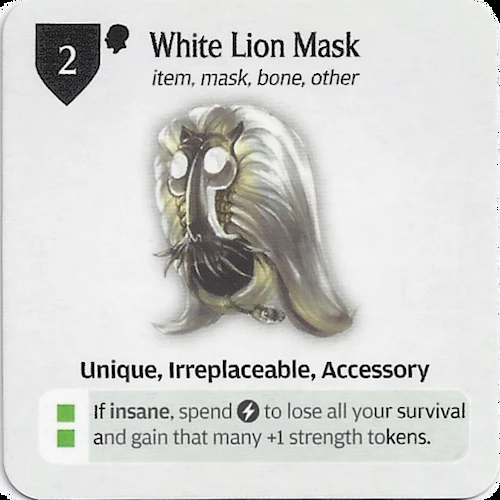 2
White Lion Mask
item, mask, bone, other
Unique, Irreplaceable, Accessory
If insane, spend to lose all your survival
and gain that many +1 strength tokens.